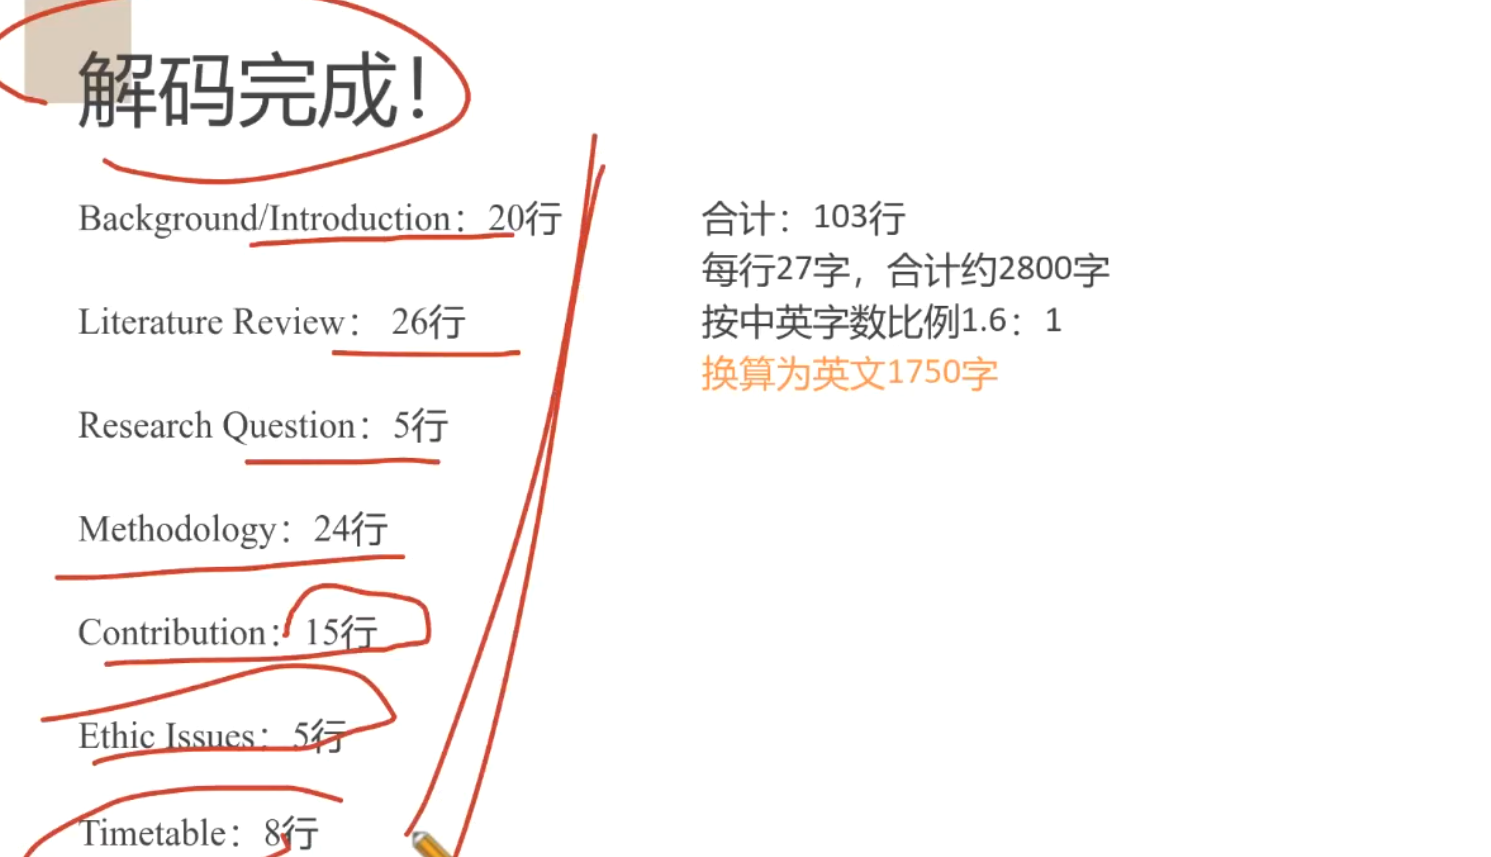 解码完成！
Background/Introduction：20行
Literature Review： 26行
Research Question：5行
Methodology：24行
Contribution：15行
Ethic Issues：5行
Timetable：8行
合计：103行
每行27字，合计约2800字
按中英字数比例1.6：1
换算为英文1750字